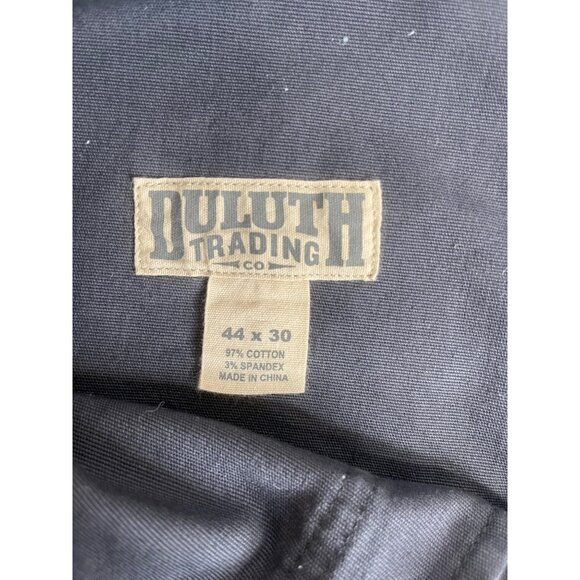 DULUTH
TRADING
CO
44 x 30
97% COTTON
3% SPANDEX
MADE IN CHINA